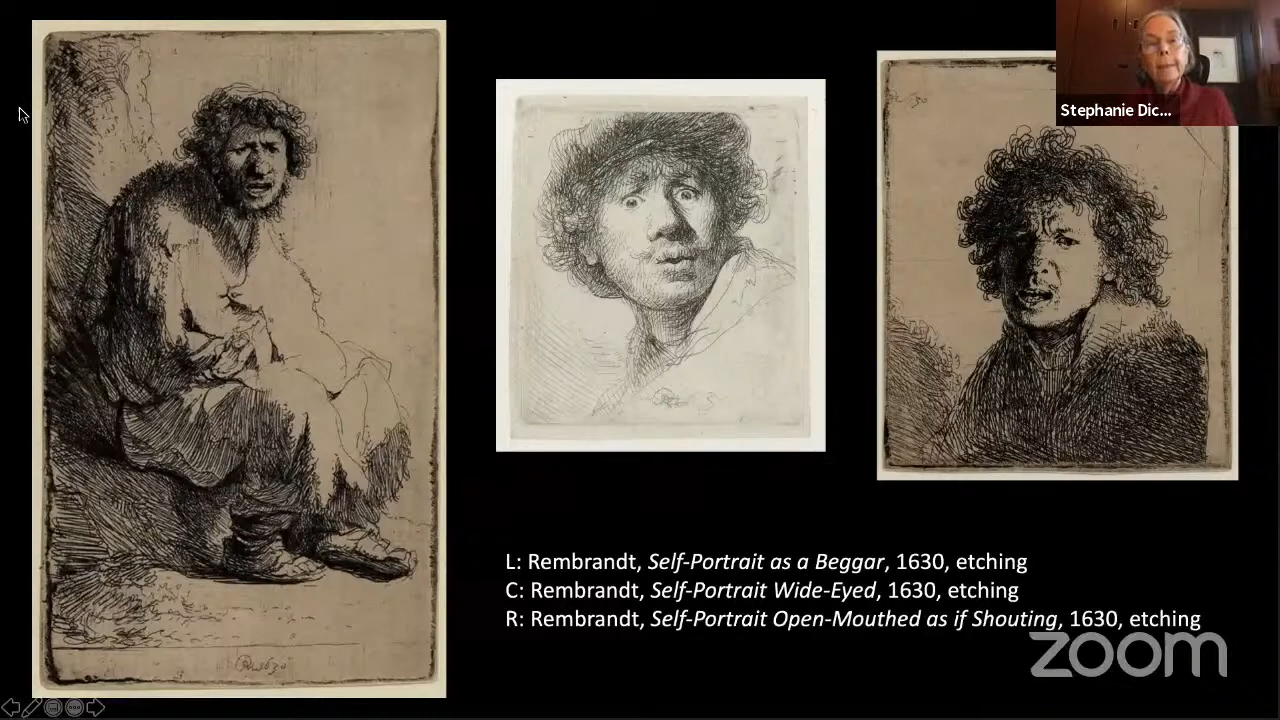 Stephanie Dic...
L: Rembrandt, Self-Portrait as a Beggar, 1630, etching
C: Rembrandt, Self-Portrait Wide-Eyed, 1630, etching
R: Rembrandt, Self-Portrait Open-Mouthed as if Shouting, 1630, etching
zoom